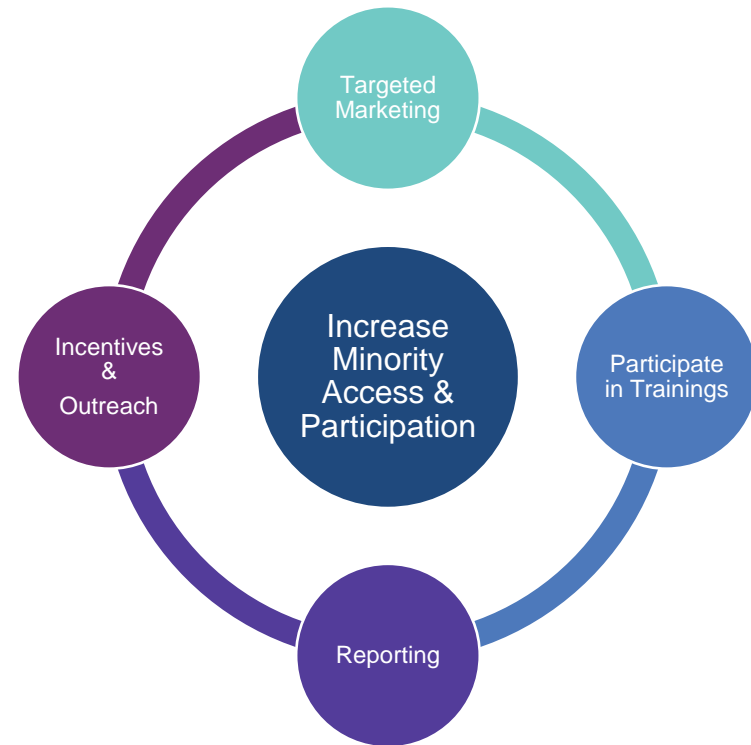 Targeted
Marketing
Increase
Minority
Access &
Participation
Incentives
&
Outreach
Participate
in Trainings
Reporting